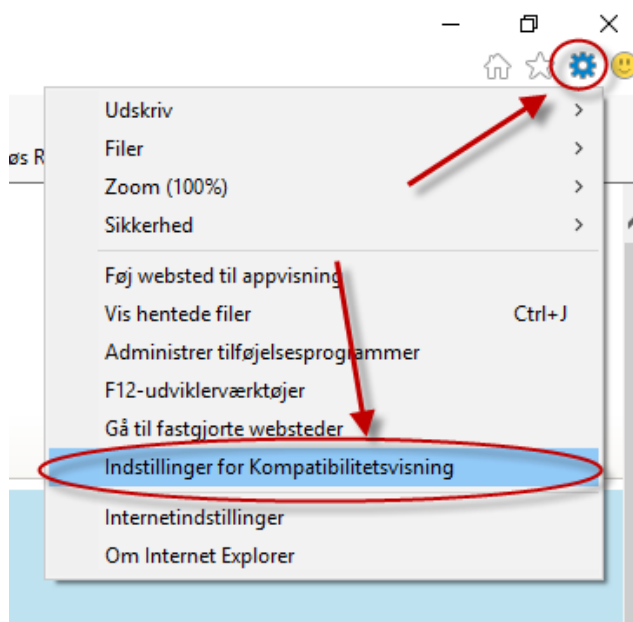 Udskriv
Filer
Zoom (100%)
Sikkerhed
Føj websted til appvisning
Vis hentede filer Ctrl+J
Administrer tilføjelsesprogrammer
F12-udviklerværktøjer
Gå til fastgjorte websteder
Indstillinger for Kompatibilitetsvisning
Internetindstillinger
Om Internet Explorer